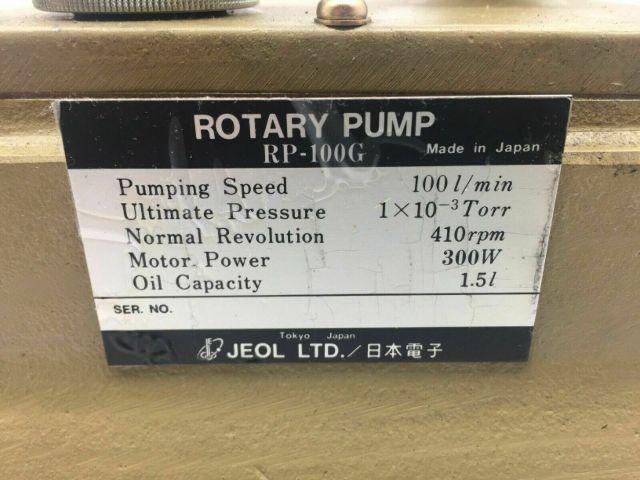 ROTARY PUMP
RP-100G Made in Japan
Pumping Speed 100 l/min
Ultimate Pressure 1×10⁻³ Torr
Normal Revolution 410rpm
Motor Power 300W
Oil Capacity 1.5l
SER. NO.
Tokyo Japan
JEOL LTD./日本電子